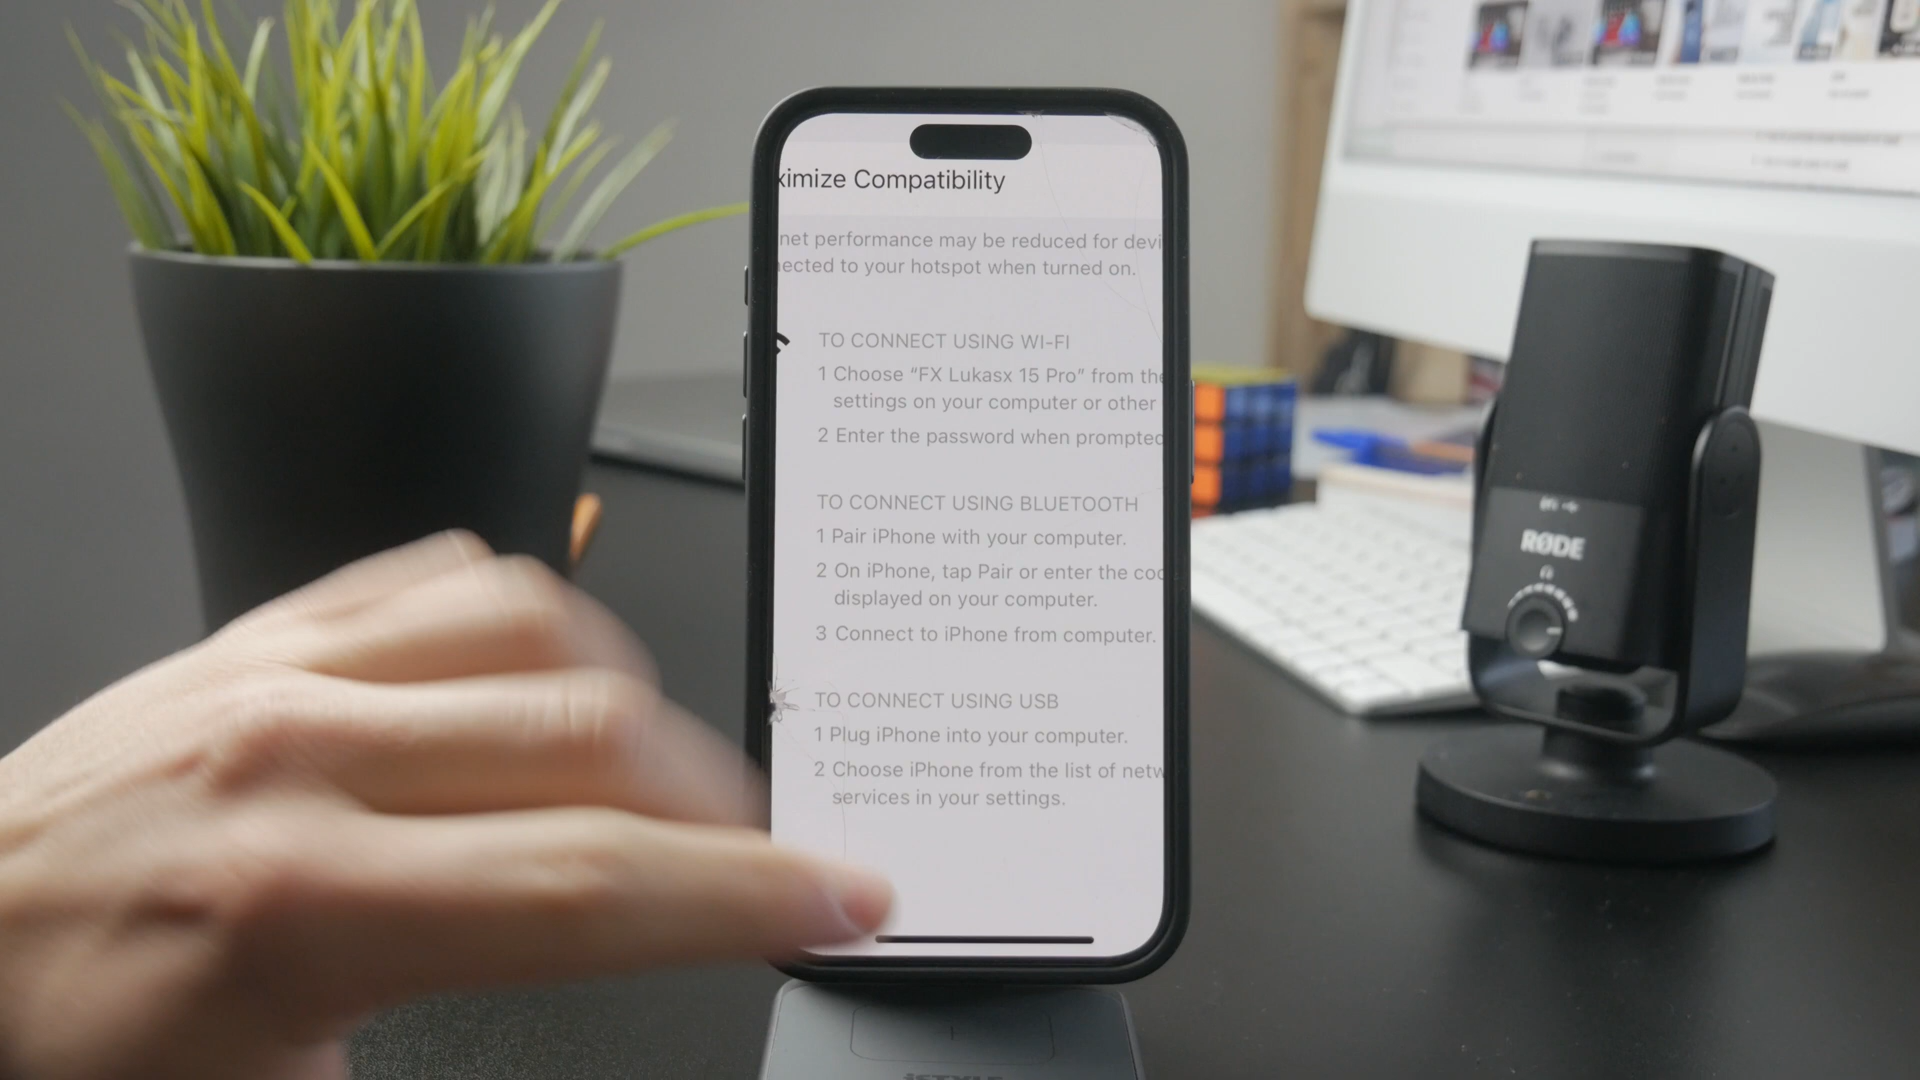 ximize Compatibility
net performance may be reduced for devi
ected to your hotspot when turned on.
TO CONNECT USING WI-FI
1 Choose “FX Lukasx 15 Pro” from the
settings on your computer or other
2 Enter the password when prompted
TO CONNECT USING BLUETOOTH
1 Pair iPhone with your computer.
2 On iPhone, tap Pair or enter the cod
displayed on your computer.
3 Connect to iPhone from computer.
TO CONNECT USING USB
1 Plug iPhone into your computer.
2 Choose iPhone from the list of netw
services in your settings.
RØDE
iSTYLE